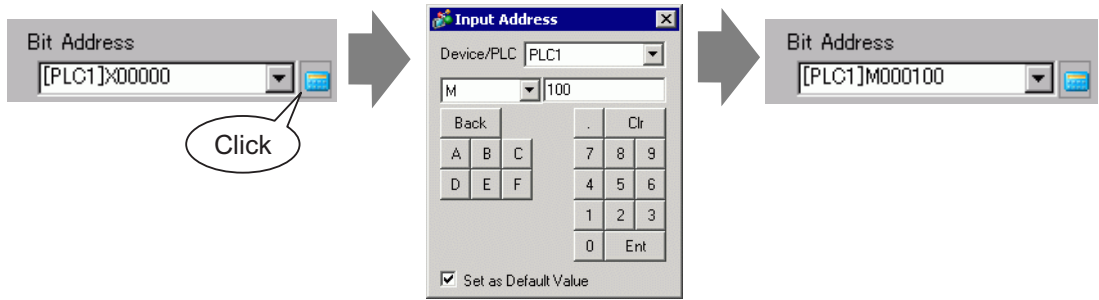 Bit Address
[PLC1]X00000
Click
Input Address
Device/PLC PLC1
M 100
Back . Clr
A B C 7 8 9
D E F 4 5 6
1 2 3
0 Ent
Set as Default Value
Bit Address
[PLC1]M000100